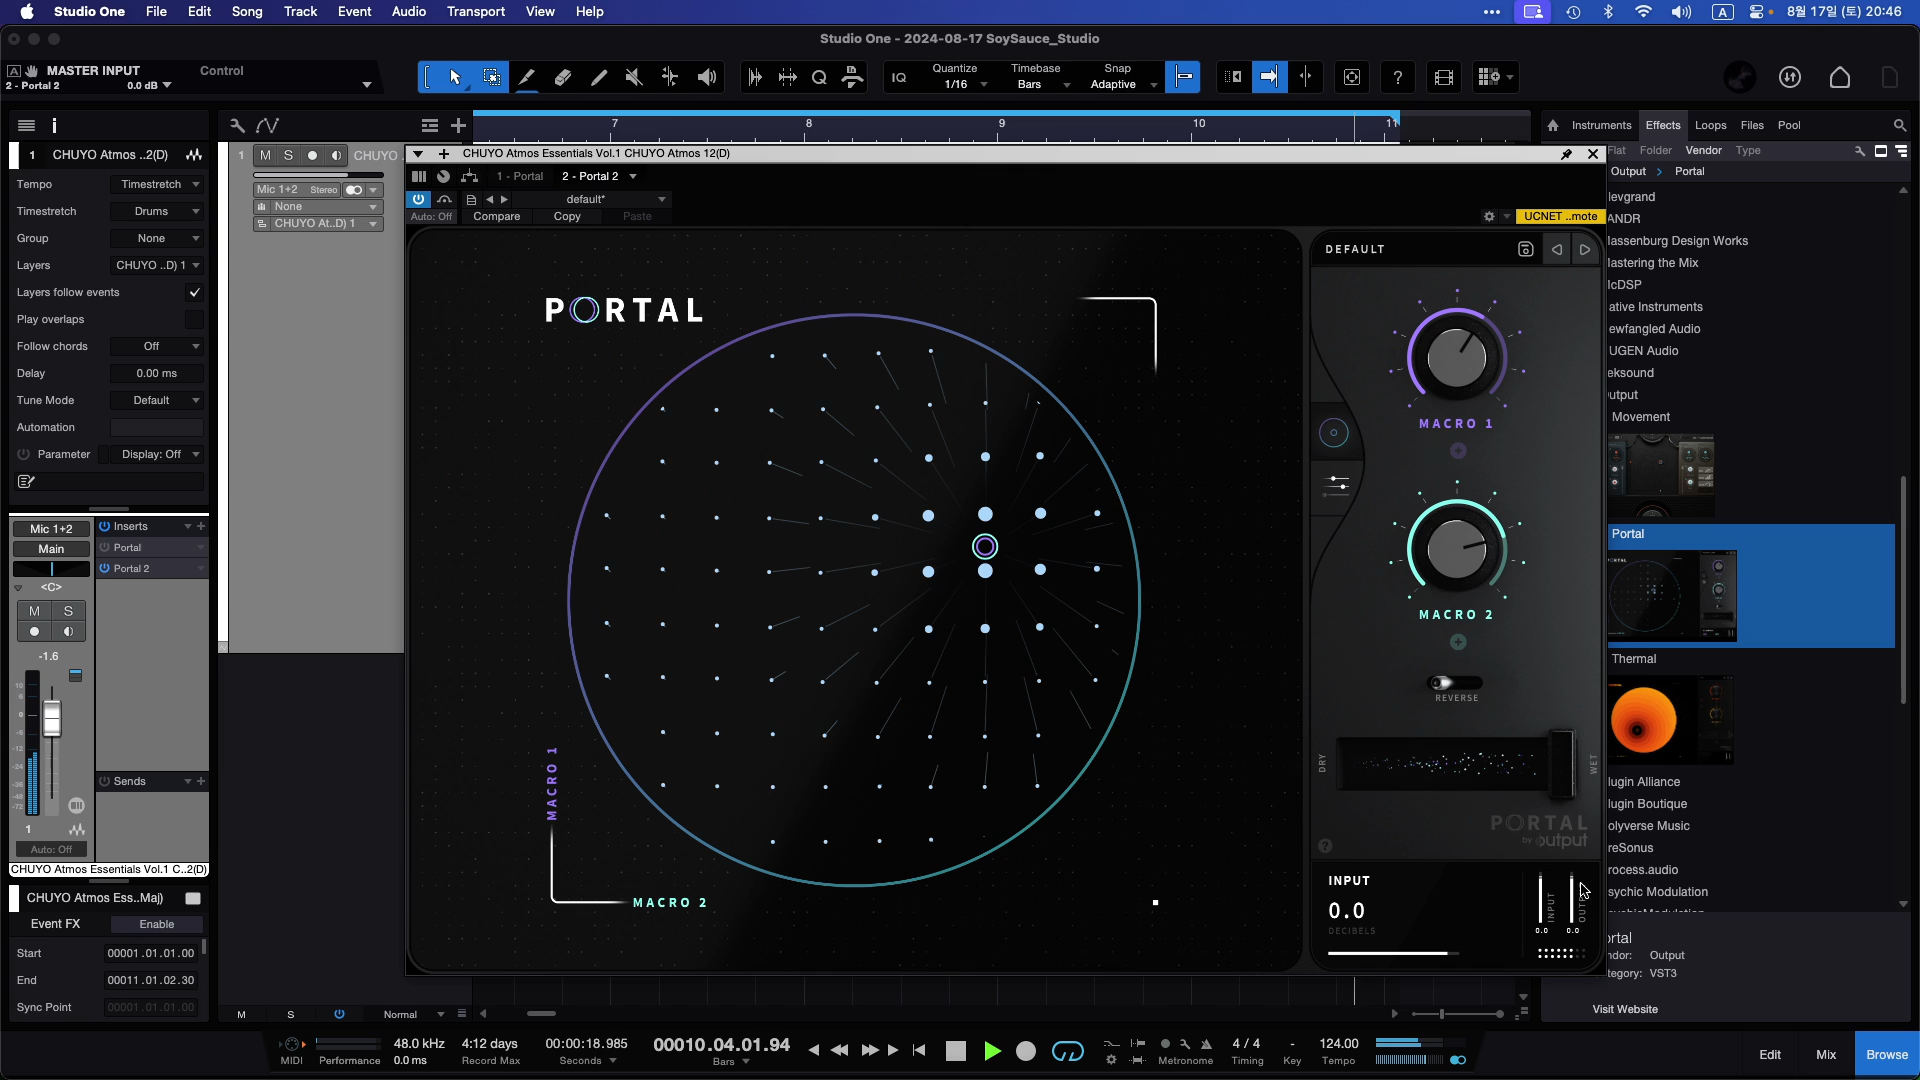 Studio One File Edit Song Track Event Audio Transport View Help
A 8월 17일 (토) 20:46
Studio One - 2024-08-17 SoySauce_Studio
A MASTER INPUT Control
2 - Portal 2 0.0 dB
IQ Quantize 1/16 Timebase Bars Snap Adaptive ?
1 CHUYO Atmos ..2(D)
Tempo Timestretch
Timestretch Drums
Group None
Layers CHUYO ..D) 1
Layers follow events
Play overlaps
Follow chords Off
Delay 0.00 ms
Tune Mode Default
Automation
Parameter Display: Off
7 8 9 10 11
1 M S CHUYO
Mic 1+2 Stereo
None
CHUYO At..D) 1
CHUYO Atmos Essentials Vol.1 CHUYO Atmos 12(D)
1 - Portal 2 - Portal 2
default*
Auto: Off Compare Copy Paste UCNET ..mote
PORTAL
MACRO 1
MACRO 2
DEFAULT
MACRO 1
MACRO 2
REVERSE
DRY WET
PORTAL
by output
INPUT
0.0
DECIBELS
INPUT OUTPUT
0.0 0.0
Mic 1+2
Main
<C>
M S
-1.6
1
Auto: Off
Inserts
Portal
Portal 2
Sends
CHUYO Atmos Essentials Vol.1 C..2(D)
CHUYO Atmos Ess..Maj)
Event FX Enable
Start 00001.01.01.00
End 00011.01.02.30
Sync Point 00001.01.01.00
M S Normal
Instruments Effects Loops Files Pool
Flat Folder Vendor Type
Output > Portal
levgrand
ANDR
lassenburg Design Works
lastering the Mix
IcDSP
ative Instruments
ewfangled Audio
UGEN Audio
eksound
utput
Movement
Portal
Thermal
lugin Alliance
lugin Boutique
olyverse Music
reSonus
rocess.audio
sychic Modulation
ortal
ndor: Output
tegory: VST3
Visit Website
MIDI Performance
48.0 kHz
0.0 ms
4:12 days
Record Max
00:00:18.985
Seconds
00010.04.01.94
Bars
Metronome
4 / 4
Timing
-
Key
124.00
Tempo
Edit Mix Browse